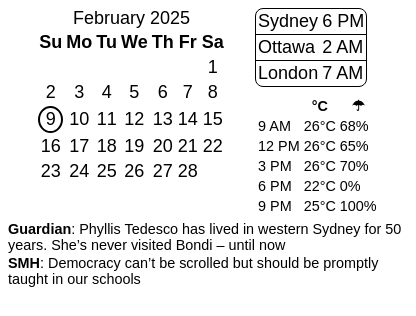 February 2025
Su Mo Tu We Th Fr Sa
1
2 3 4 5 6 7 8
9 10 11 12 13 14 15
16 17 18 19 20 21 22
23 24 25 26 27 28
Sydney 6 PM
Ottawa 2 AM
London 7 AM
°C ☂
9 AM 26°C 68%
12 PM 26°C 65%
3 PM 26°C 70%
6 PM 22°C 0%
9 PM 25°C 100%
Guardian: Phyllis Tedesco has lived in western Sydney for 50
years. She’s never visited Bondi – until now
SMH: Democracy can’t be scrolled but should be promptly
taught in our schools